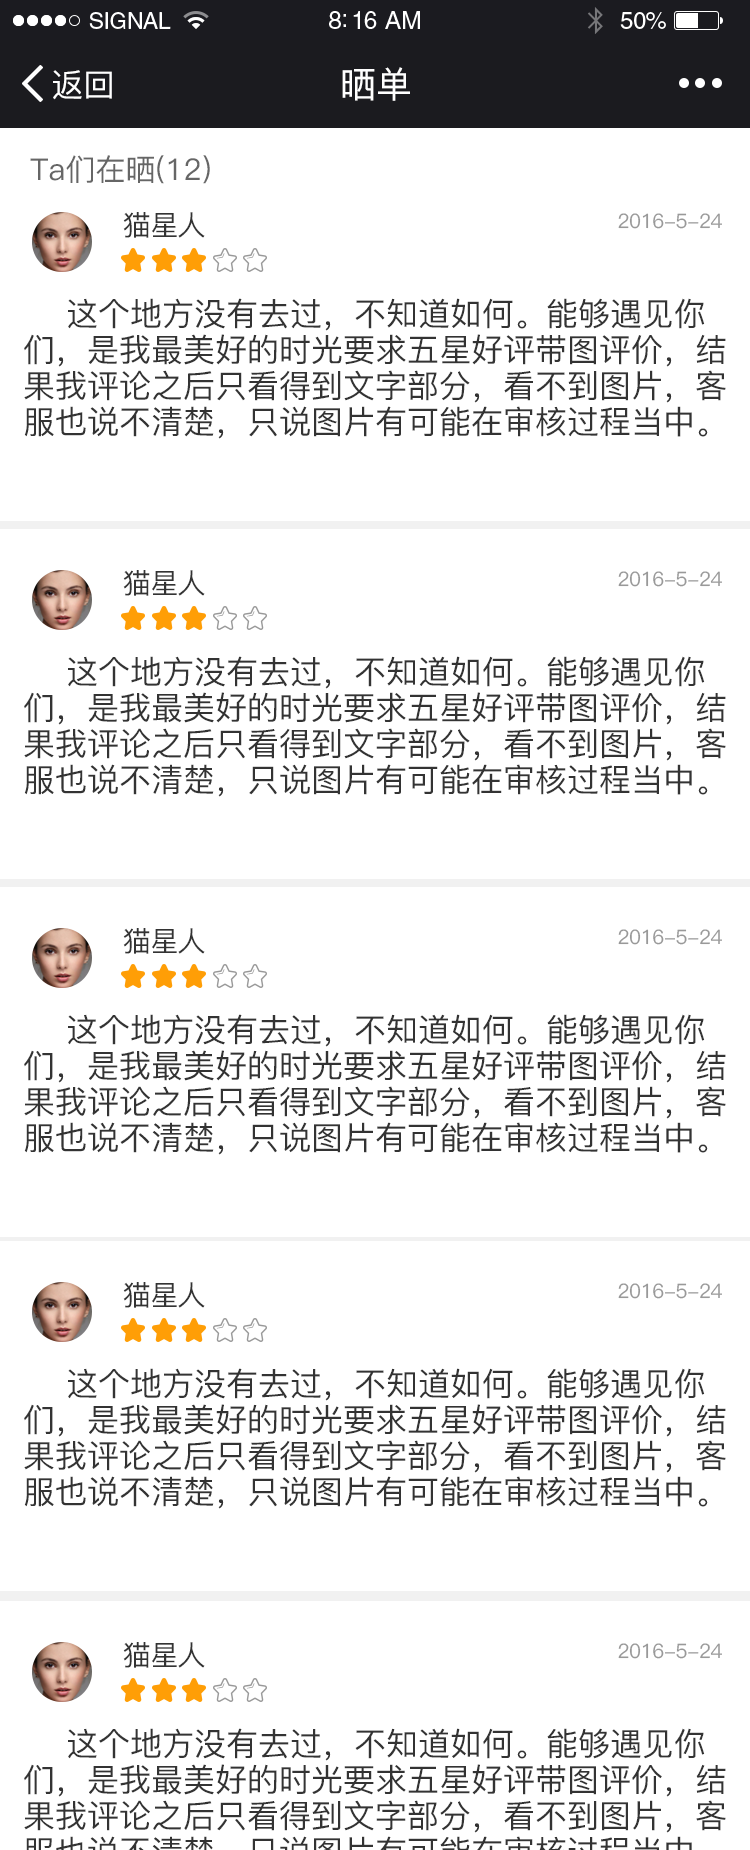 SIGNAL 8:16 AM 50%
返回 晒单
Ta们在晒(12)
猫星人 2016-5-24
这个地方没有去过，不知道如何。能够遇见你
们，是我最美好的时光要求五星好评带图评价，结
果我评论之后只看得到文字部分，看不到图片，客
服也说不清楚，只说图片有可能在审核过程当中。
猫星人 2016-5-24
这个地方没有去过，不知道如何。能够遇见你
们，是我最美好的时光要求五星好评带图评价，结
果我评论之后只看得到文字部分，看不到图片，客
服也说不清楚，只说图片有可能在审核过程当中。
猫星人 2016-5-24
这个地方没有去过，不知道如何。能够遇见你
们，是我最美好的时光要求五星好评带图评价，结
果我评论之后只看得到文字部分，看不到图片，客
服也说不清楚，只说图片有可能在审核过程当中。
猫星人 2016-5-24
这个地方没有去过，不知道如何。能够遇见你
们，是我最美好的时光要求五星好评带图评价，结
果我评论之后只看得到文字部分，看不到图片，客
服也说不清楚，只说图片有可能在审核过程当中。
猫星人 2016-5-24
这个地方没有去过，不知道如何。能够遇见你
们，是我最美好的时光要求五星好评带图评价，结
果我评论之后只看得到文字部分，看不到图片，客
服也说不清楚，只说图片有可能在审核过程当中